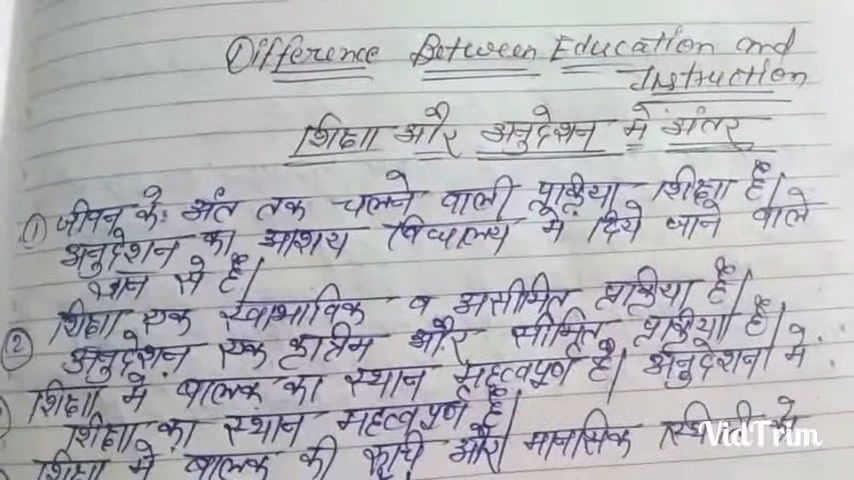 Difference Between Education and
Instruction
शिक्षा और अनुदेशन मे अंतर
① जीवन के अंत तक चलने वाली प्रक्रिया शिक्षा है।
अनुदेशन का आशय विद्यालय मे दिये जाने वाले
ज्ञान से है।
② शिक्षा एक स्वाभाविक व असीमित प्रक्रिया है।
अनुदेशन एक कृत्रिम और सीमित प्रक्रिया है।
शिक्षा मे बालक का स्थान महत्वपूर्ण है। अनुदेशन मे
शिक्षा का स्थान महत्वपूर्ण है।
शिक्षा मे बालक की रूचि और मानसिक
VidTrim